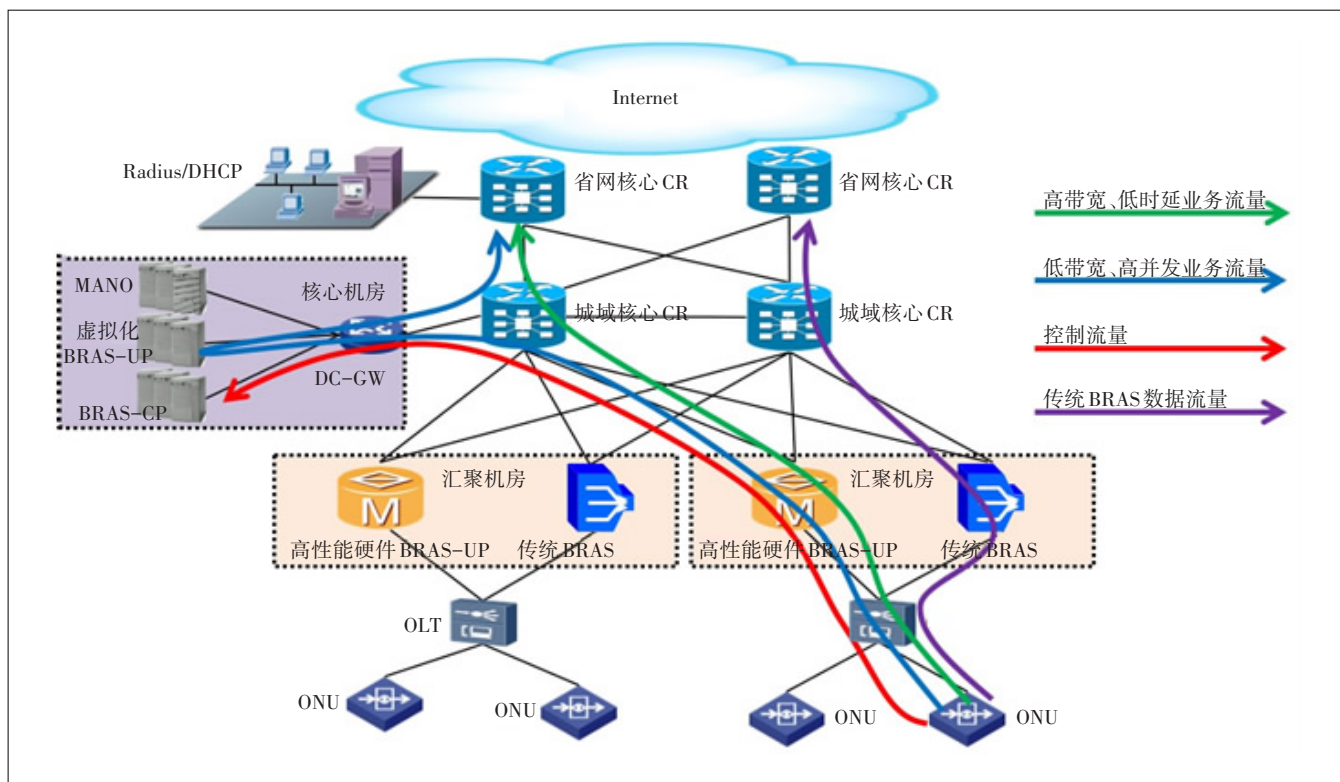 Internet
Radius/DHCP
省网核心CR
省网核心CR
高带宽、低时延业务流量
MANO
核心机房
低带宽、高并发业务流量
虚拟化
BRAS-UP
城域核心CR
城域核心CR
控制流量
DC-GW
BRAS-CP
传统BRAS数据流量
汇聚机房
汇聚机房
M
M
高性能硬件BRAS-UP
传统BRAS
高性能硬件BRAS-UP
传统BRAS
OLT
ONU
ONU
ONU
ONU